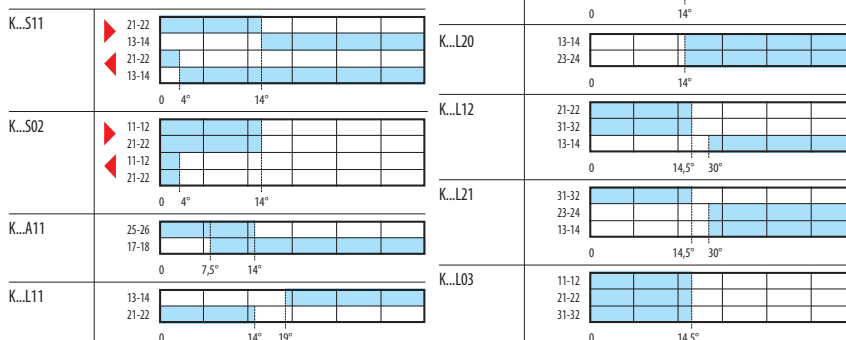 K...S11
21-22
13-14
21-22
13-14
0 4° 14°
K...S02
11-12
21-22
11-12
21-22
0 4° 14°
K...A11
25-26
17-18
0 7,5° 14°
K...L11
13-14
21-22
0 14° 19°
0 14°
K...L20
13-14
23-24
0 14°
K...L12
21-22
31-32
13-14
0 14,5° 30°
K...L21
31-32
23-24
13-14
0 14,5° 30°
K...L03
11-12
21-22
31-32
0 14,5°